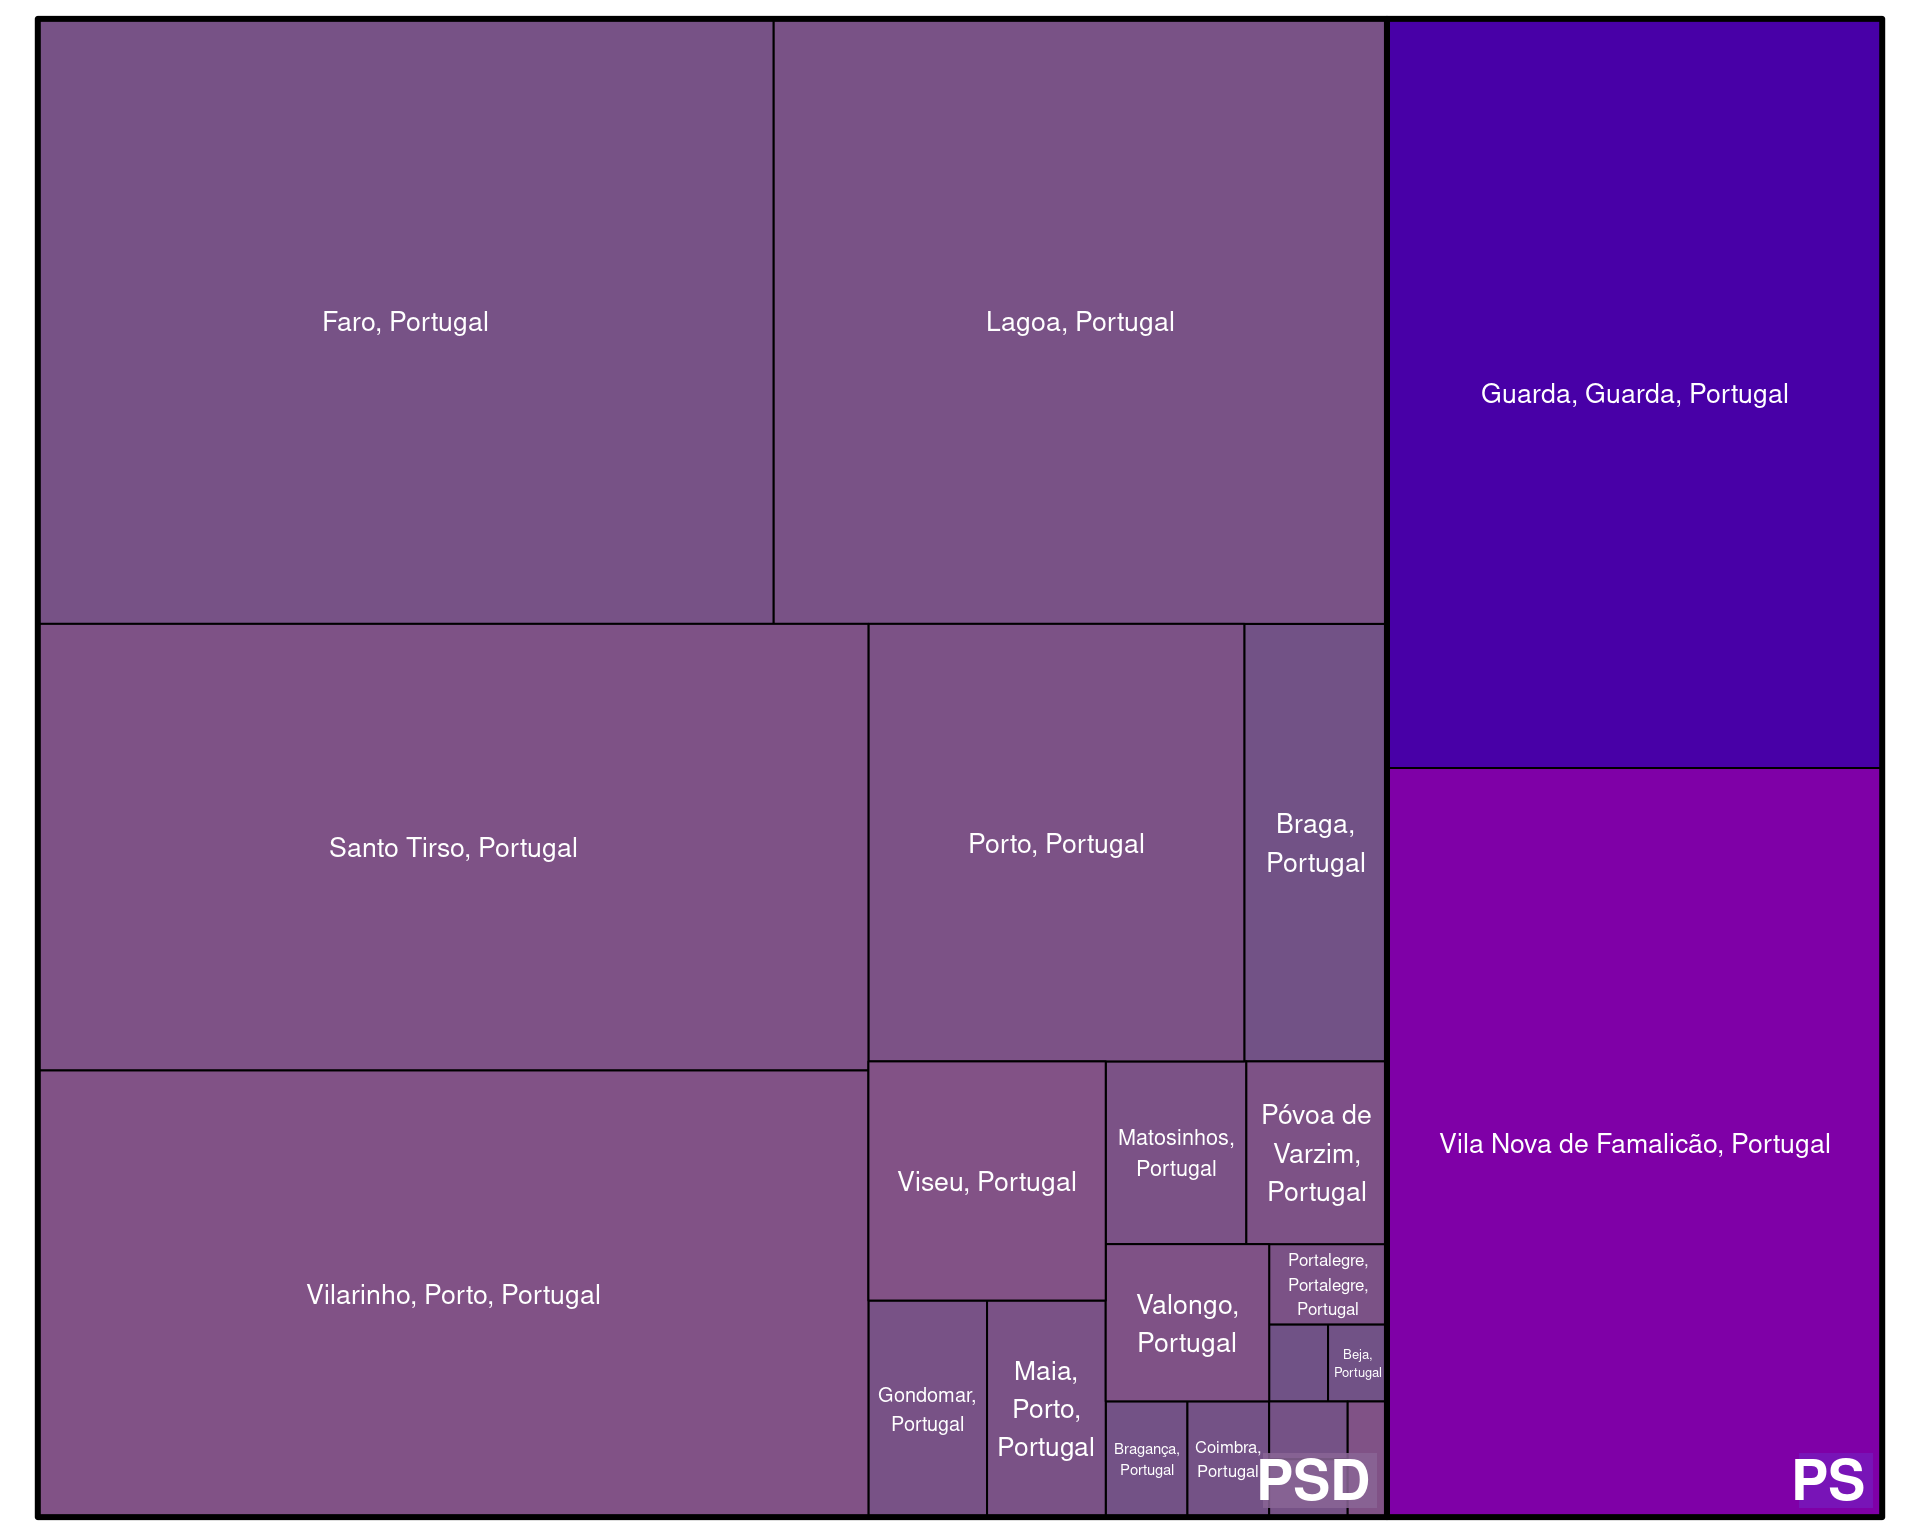 Faro, Portugal
Lagoa, Portugal
Guarda, Guarda, Portugal
Santo Tirso, Portugal
Porto, Portugal
Braga,
Portugal
Vila Nova de Famalicão, Portugal
Vilarinho, Porto, Portugal
Viseu, Portugal
Matosinhos,
Portugal
Póvoa de
Varzim,
Portugal
Valongo,
Portugal
Portalegre,
Portalegre,
Portugal
Beja,
Portugal
Gondomar,
Portugal
Maia,
Porto,
Portugal
Bragança,
Portugal
Coimbra,
Portugal
PSD
PS